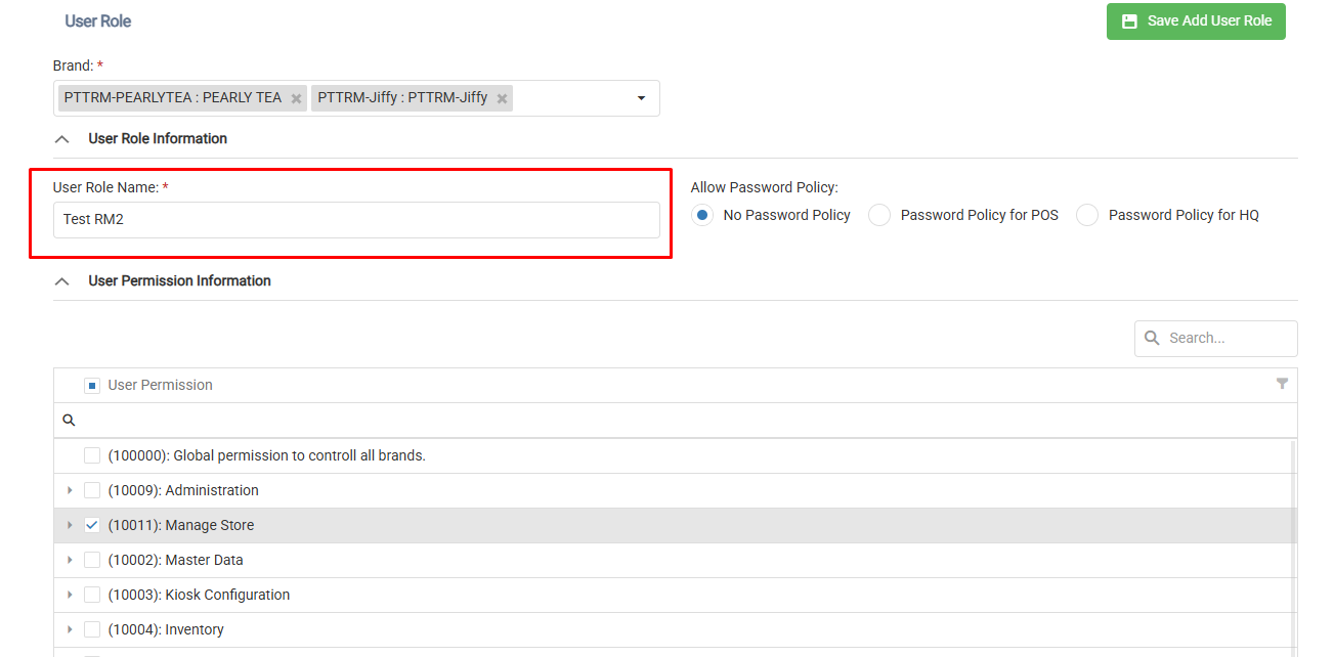 User Role
Save Add User Role
Brand: *
PTTRM-PEARLYTEA : PEARLY TEA × PTTRM-Jiffy : PTTRM-Jiffy ×
User Role Information
User Role Name: *
Allow Password Policy:
Test RM2
No Password Policy Password Policy for POS Password Policy for HQ
User Permission Information
Search...
User Permission
(100000): Global permission to controll all brands.
(10009): Administration
(10011): Manage Store
(10002): Master Data
(10003): Kiosk Configuration
(10004): Inventory